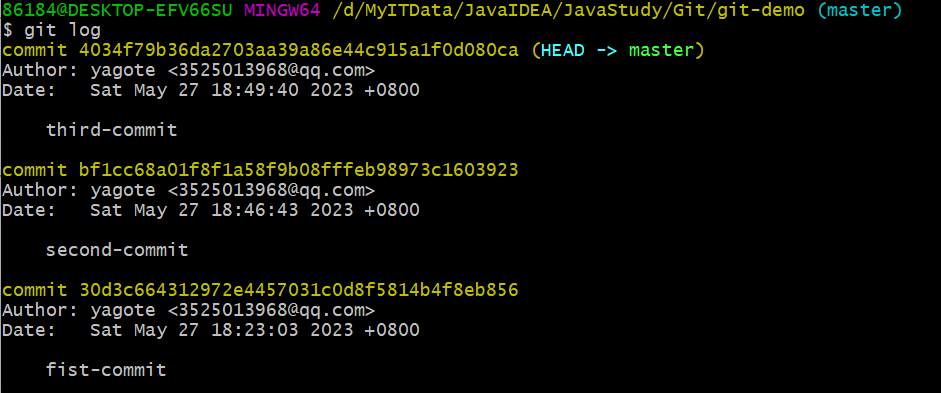 86184@DESKTOP-EFV66SU MINGW64 /d/MyITData/JavaIDEA/JavaStudy/Git/git-demo (master)
$ git log
commit 4034f79b36da2703aa39a86e44c915a1f0d080ca (HEAD -> master)
Author: yagote <3525013968@qq.com>
Date:   Sat May 27 18:49:40 2023 +0800
third-commit
commit bf1cc68a01f8f1a58f9b08fffeb98973c1603923
Author: yagote <3525013968@qq.com>
Date:   Sat May 27 18:46:43 2023 +0800
second-commit
commit 30d3c664312972e4457031c0d8f5814b4f8eb856
Author: yagote <3525013968@qq.com>
Date:   Sat May 27 18:23:03 2023 +0800
fist-commit